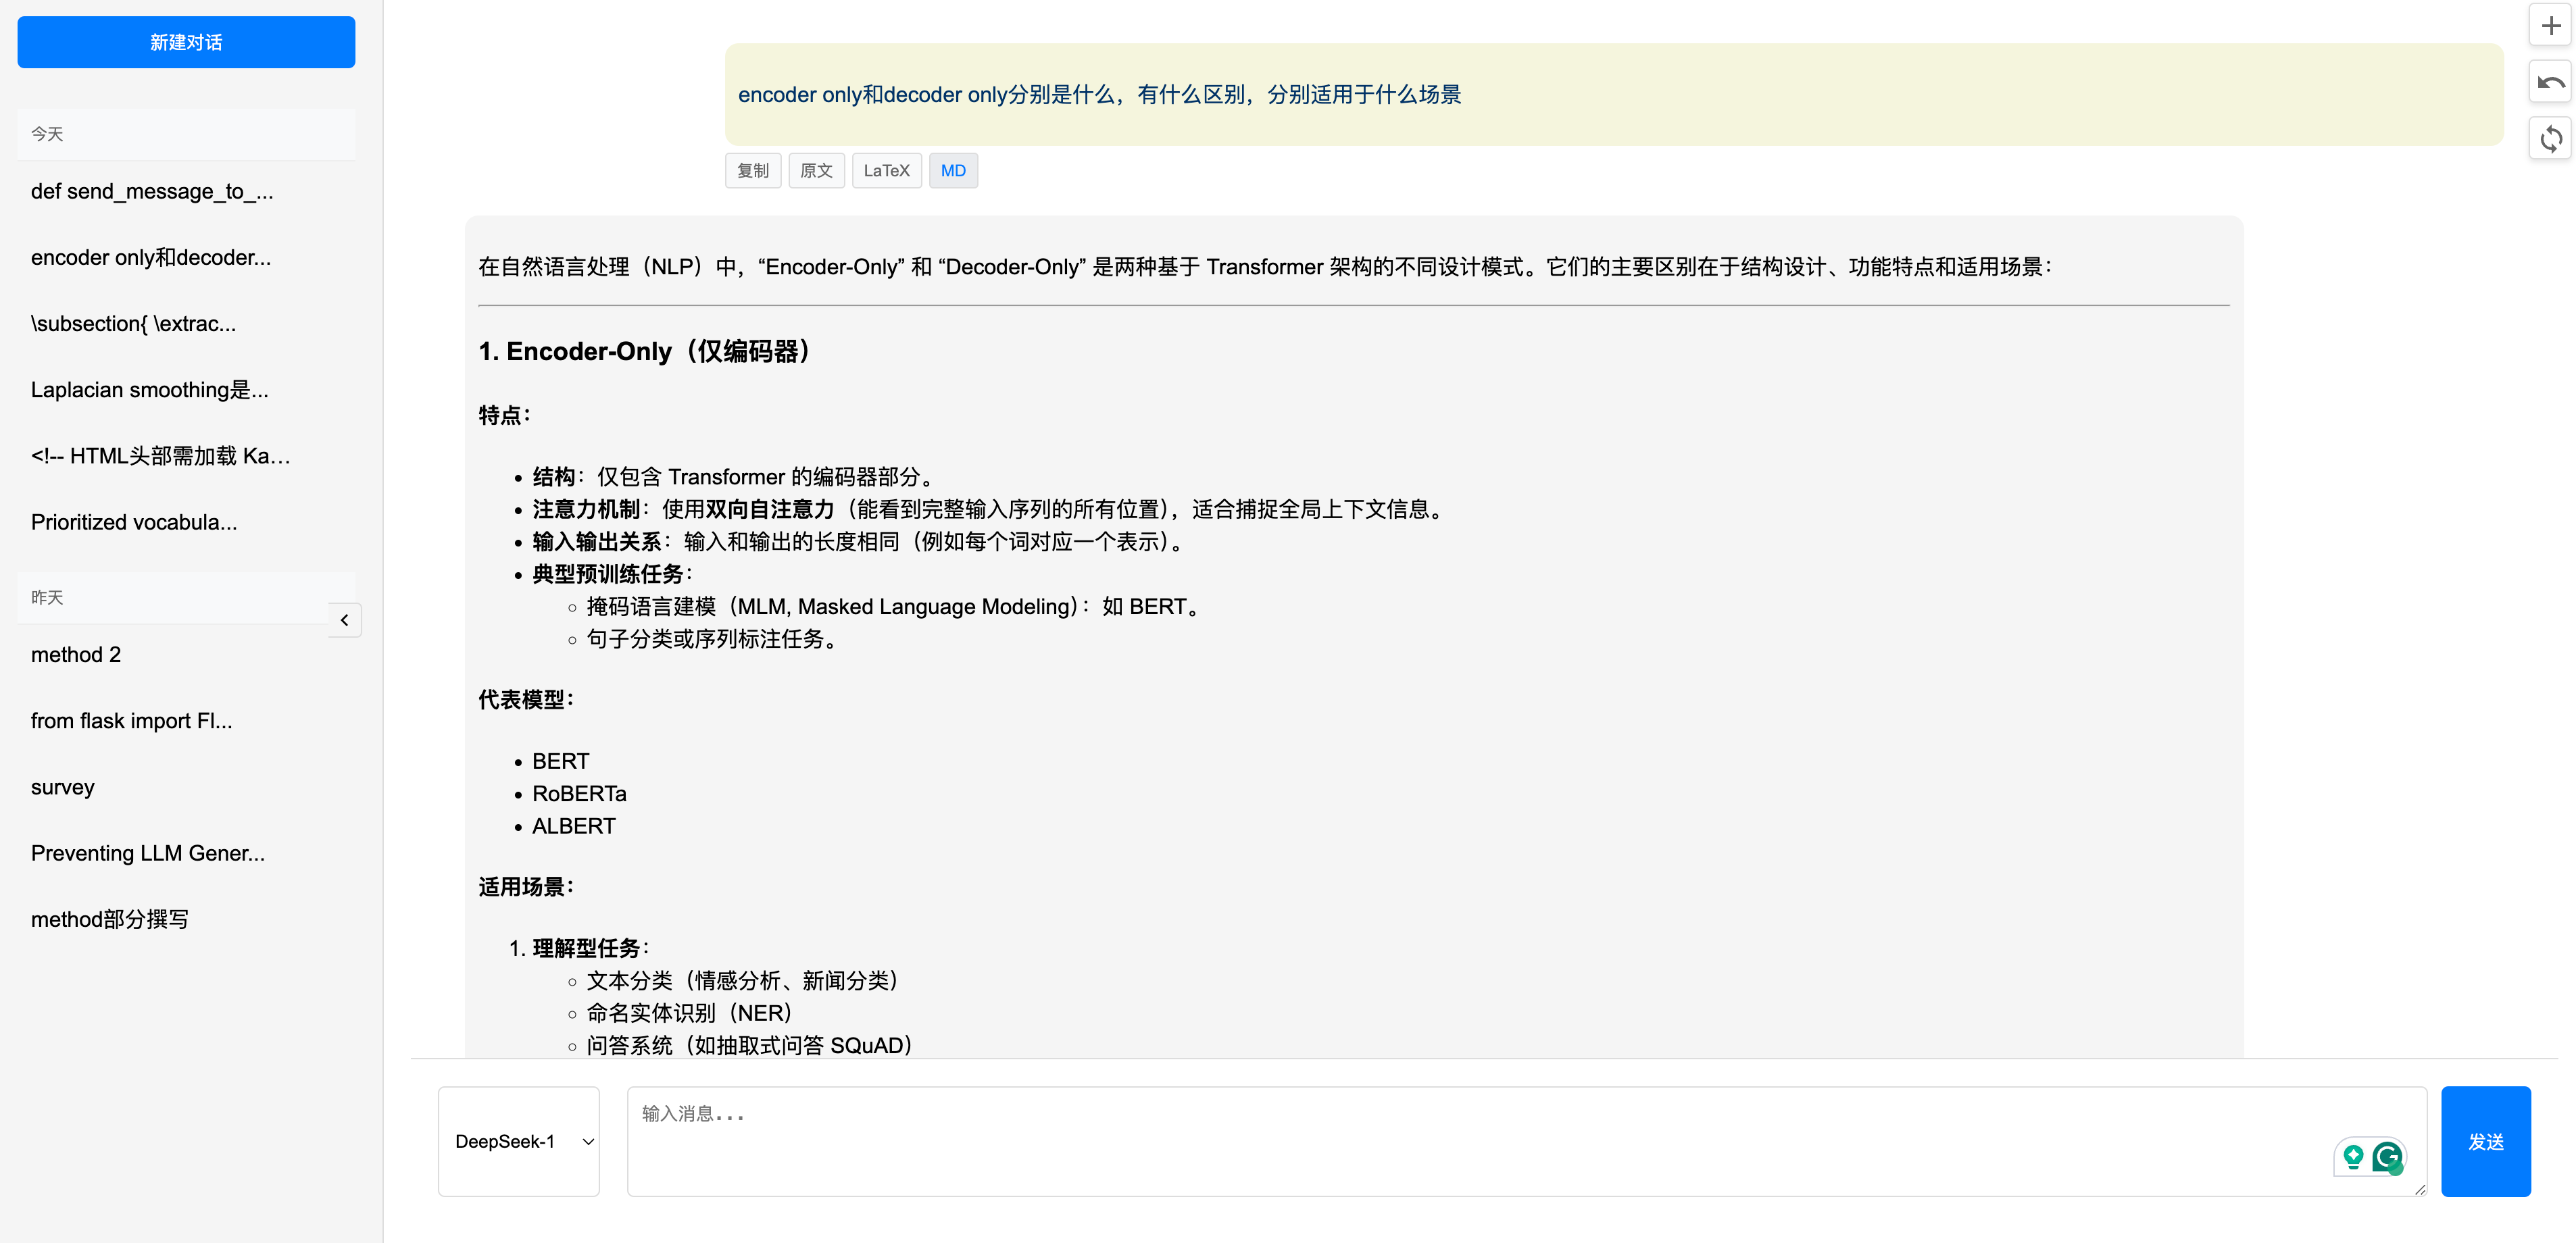 新建对话
今天
def send_message_to_...
encoder only和decoder...
\subsection{ \extrac...
Laplacian smoothing是...
<!-- HTML头部需加载 Ka...
Prioritized vocabula...
昨天
method 2
from flask import Fl...
survey
Preventing LLM Gener...
method部分撰写
encoder only和decoder only分别是什么，有什么区别，分别适用于什么场景
复制 原文 LaTeX MD
在自然语言处理（NLP）中，“Encoder-Only” 和 “Decoder-Only” 是两种基于 Transformer 架构的不同设计模式。它们的主要区别在于结构设计、功能特点和适用场景：
1. Encoder-Only（仅编码器）
特点：
• 结构：仅包含 Transformer 的编码器部分。
• 注意力机制：使用双向自注意力（能看到完整输入序列的所有位置），适合捕捉全局上下文信息。
• 输入输出关系：输入和输出的长度相同（例如每个词对应一个表示）。
• 典型预训练任务：
◦ 掩码语言建模（MLM, Masked Language Modeling）：如 BERT。
◦ 句子分类或序列标注任务。
代表模型：
• BERT
• RoBERTa
• ALBERT
适用场景：
1. 理解型任务：
◦ 文本分类（情感分析、新闻分类）
◦ 命名实体识别（NER）
◦ 问答系统（如抽取式问答 SQuAD）
DeepSeek-1
输入消息...
发送